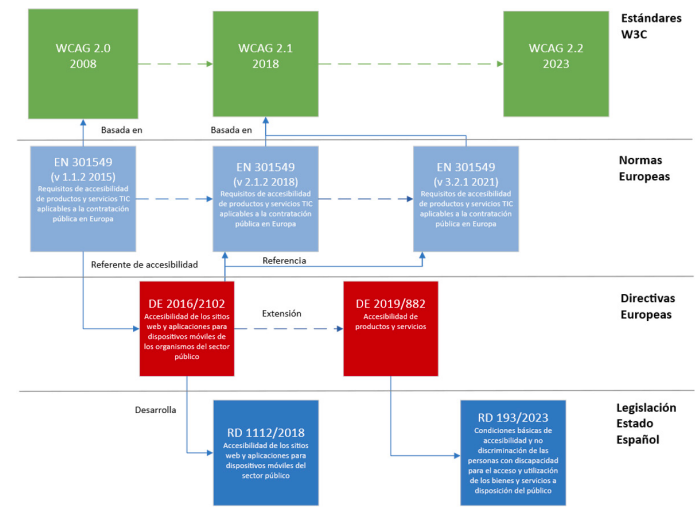 Estándares
W3C
WCAG 2.0
2008
WCAG 2.1
2018
WCAG 2.2
2023
Basada en
Basada en
Normas
Europeas
EN 301549
(v 1.1.2 2015)
Requisitos de accesibilidad
de productos y servicios TIC
aplicables a la contratación
pública en Europa
EN 301549
(v 2.1.2 2018)
Requisitos de accesibilidad
de productos y servicios TIC
aplicables a la contratación
pública en Europa
EN 301549
(v 3.2.1 2021)
Requisitos de accesibilidad
de productos y servicios TIC
aplicables a la contratación
pública en Europa
Referente de accesibilidad
Referencia
Directivas
Europeas
DE 2016/2102
Accesibilidad de los sitios
web y aplicaciones para
dispositivos móviles de
los organismos del sector
público
Extensión
DE 2019/882
Accesibilidad de
productos y servicios
Desarrolla
Legislación
Estado
Español
RD 1112/2018
Accesibilidad de los sitios
web y aplicaciones para
dispositivos móviles del
sector público
RD 193/2023
Condiciones básicas de
accesibilidad y no
discriminación de las
personas con discapacidad
para el acceso y utilización
de los bienes y servicios a
disposición del público